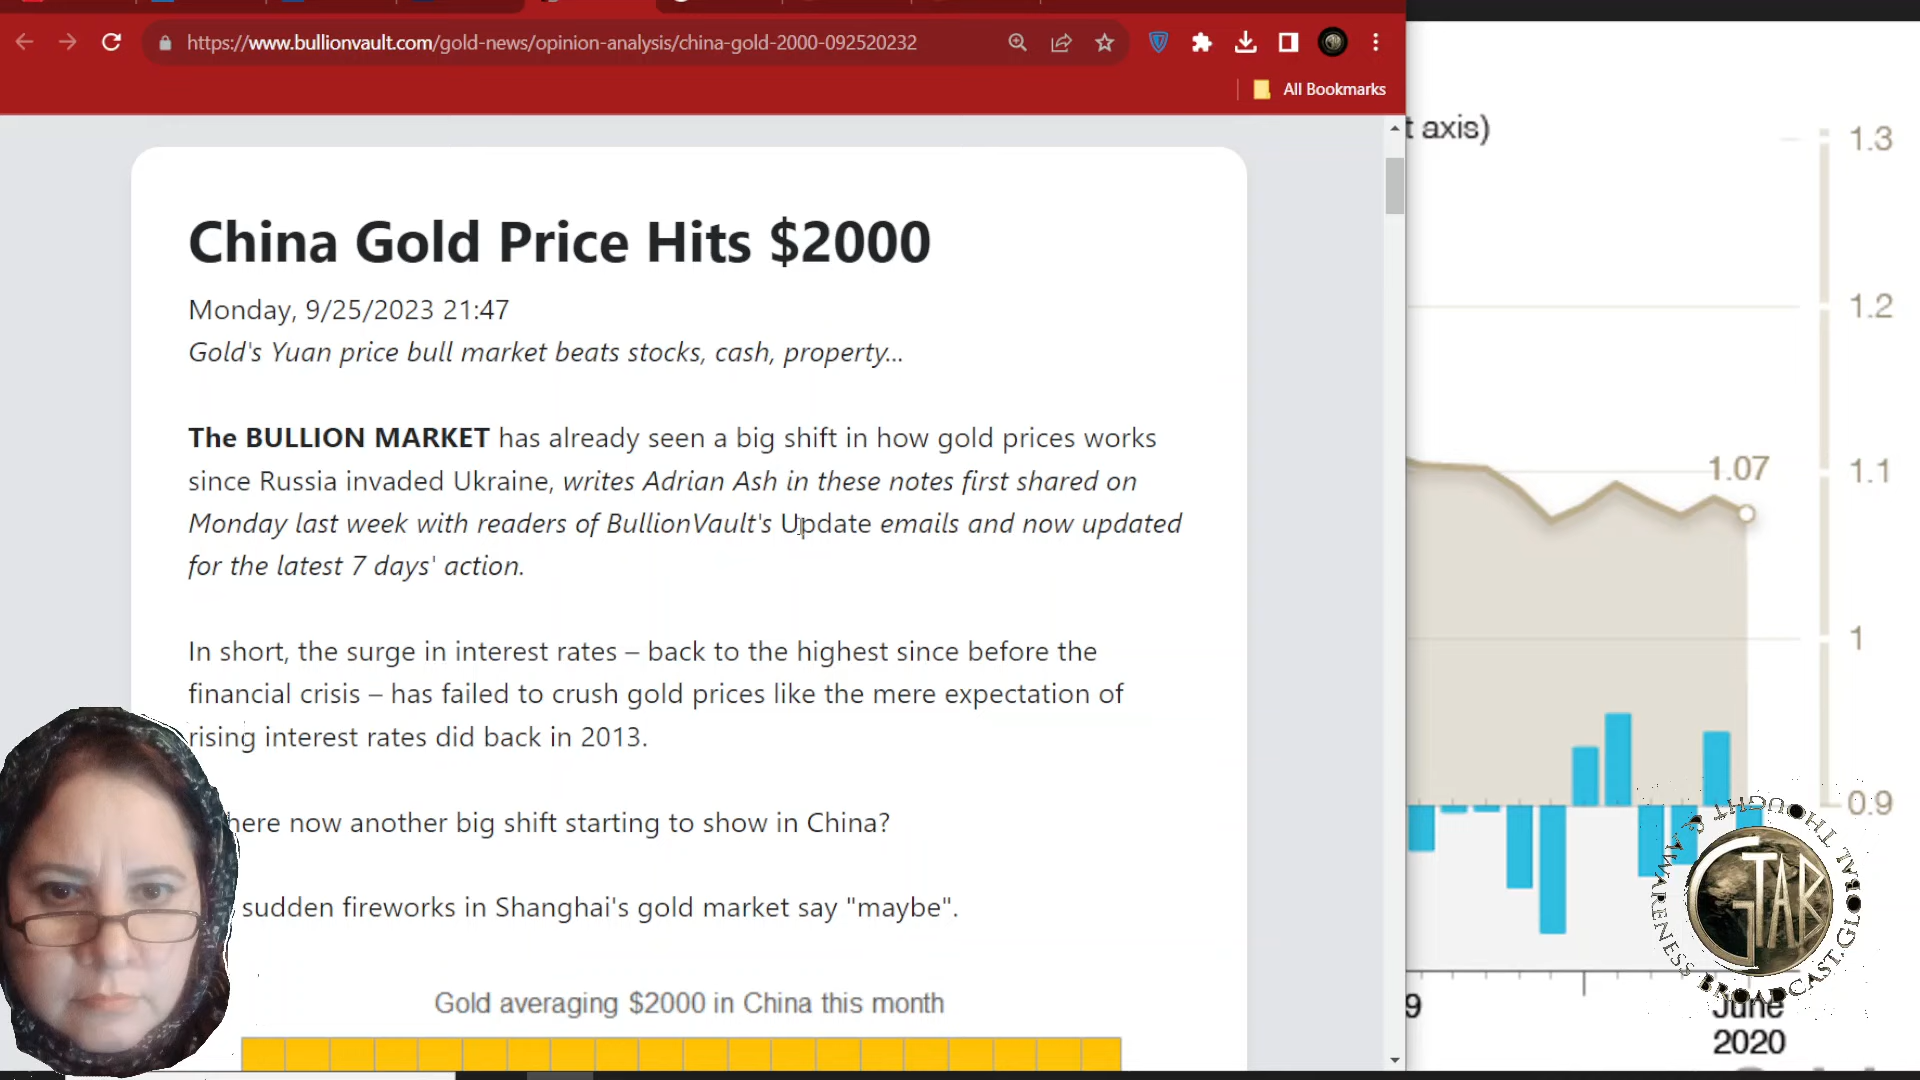 https://www.bullionvault.com/gold-news/opinion-analysis/china-gold-2000-092520232
All Bookmarks
China Gold Price Hits $2000
Monday, 9/25/2023 21:47
Gold's Yuan price bull market beats stocks, cash, property...
The BULLION MARKET has already seen a big shift in how gold prices works
since Russia invaded Ukraine, writes Adrian Ash in these notes first shared on
Monday last week with readers of BullionVault's Update emails and now updated
for the latest 7 days' action.
In short, the surge in interest rates – back to the highest since before the
financial crisis – has failed to crush gold prices like the mere expectation of
rising interest rates did back in 2013.
here now another big shift starting to show in China?
sudden fireworks in Shanghai's gold market say "maybe".
Gold averaging $2000 in China this month
t axis)
1.3
1.2
1.07
1.1
1
0.9
9
June
2020
GTAB
GLOBAL THOUGHT & AWARENESS BROADCAST.